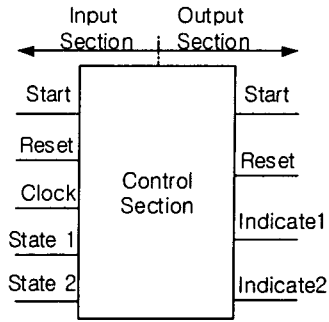 Input
Section
Output
Section
Start
Reset
Clock
State 1
State 2
Control
Section
Start
Reset
Indicate1
Indicate2